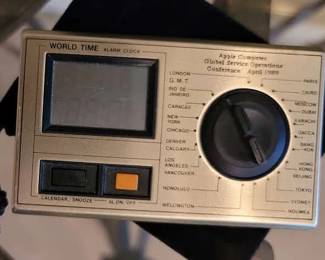 WORLD TIME ALARM CLOCK
Apple Computer
Global Service Operations
Conference April 1989
LONDON
G.M.T.
RIO DE
JANEIRO
CARACAS
NEW
YORK
CHICAGO
DENVER
CALGARY
LOS
ANGELES
VANCOUVER
HONOLULU
WELLINGTON
PARIS
CAIRO
MOSCOW
DUBAI
KARACHI
DACCA
BANG
KOK
HONG
KONG
BEIJING
TOKYO
SYDNEY
NOUMEA
CALENDAR/SNOOZE
AL ON/OFF